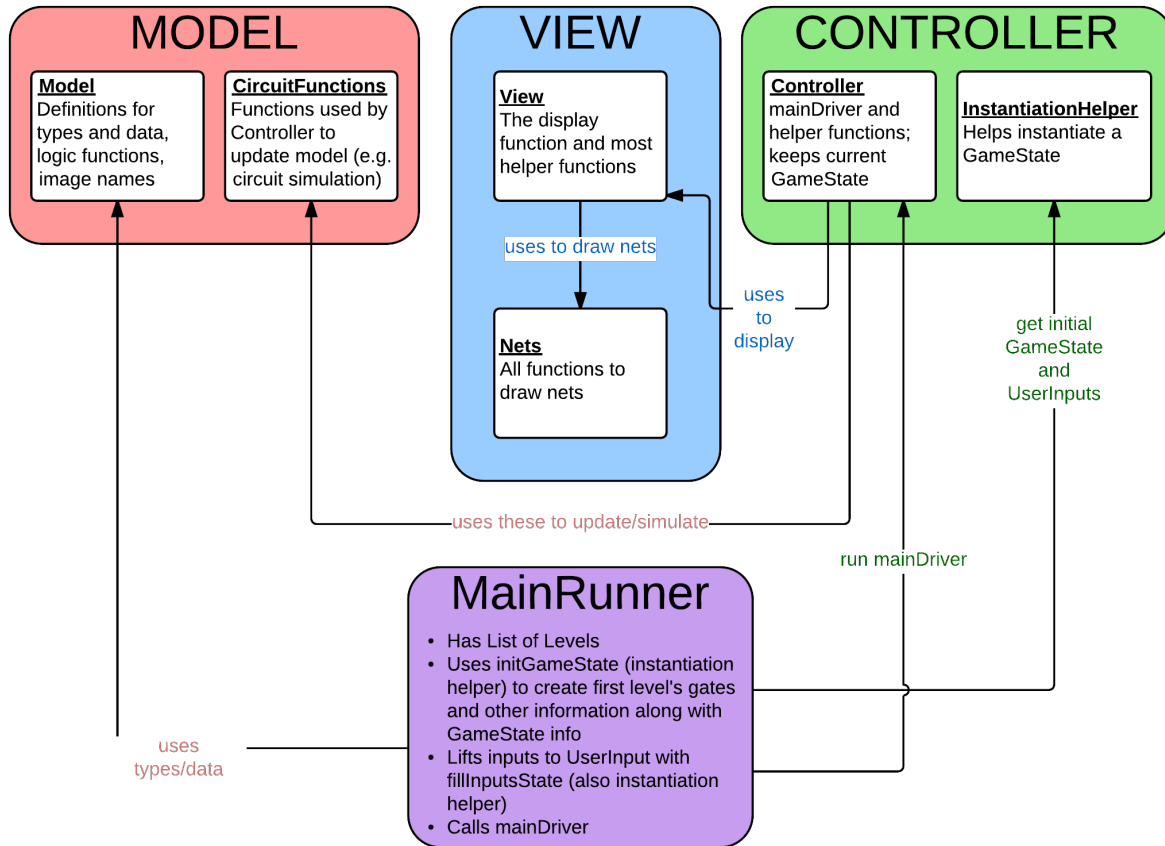 MODEL
Model
Definitions for
types and data,
logic functions,
image names
CircuitFunctions
Functions used by
Controller to
update model (e.g.
circuit simulation)
VIEW
View
The display
function and most
helper functions
uses to draw nets
Nets
All functions to
draw nets
CONTROLLER
Controller
mainDriver and
helper functions;
keeps current
GameState
InstantiationHelper
Helps instantiate a
GameState
uses
to
display
get initial
GameState
and
UserInputs
uses these to update/simulate
run mainDriver
MainRunner
• Has List of Levels
• Uses initGameState (instantiation
helper) to create first level's gates
and other information along with
GameState info
• Lifts inputs to UserInput with
fillInputsState (also instantiation
helper)
• Calls mainDriver
uses
types/data